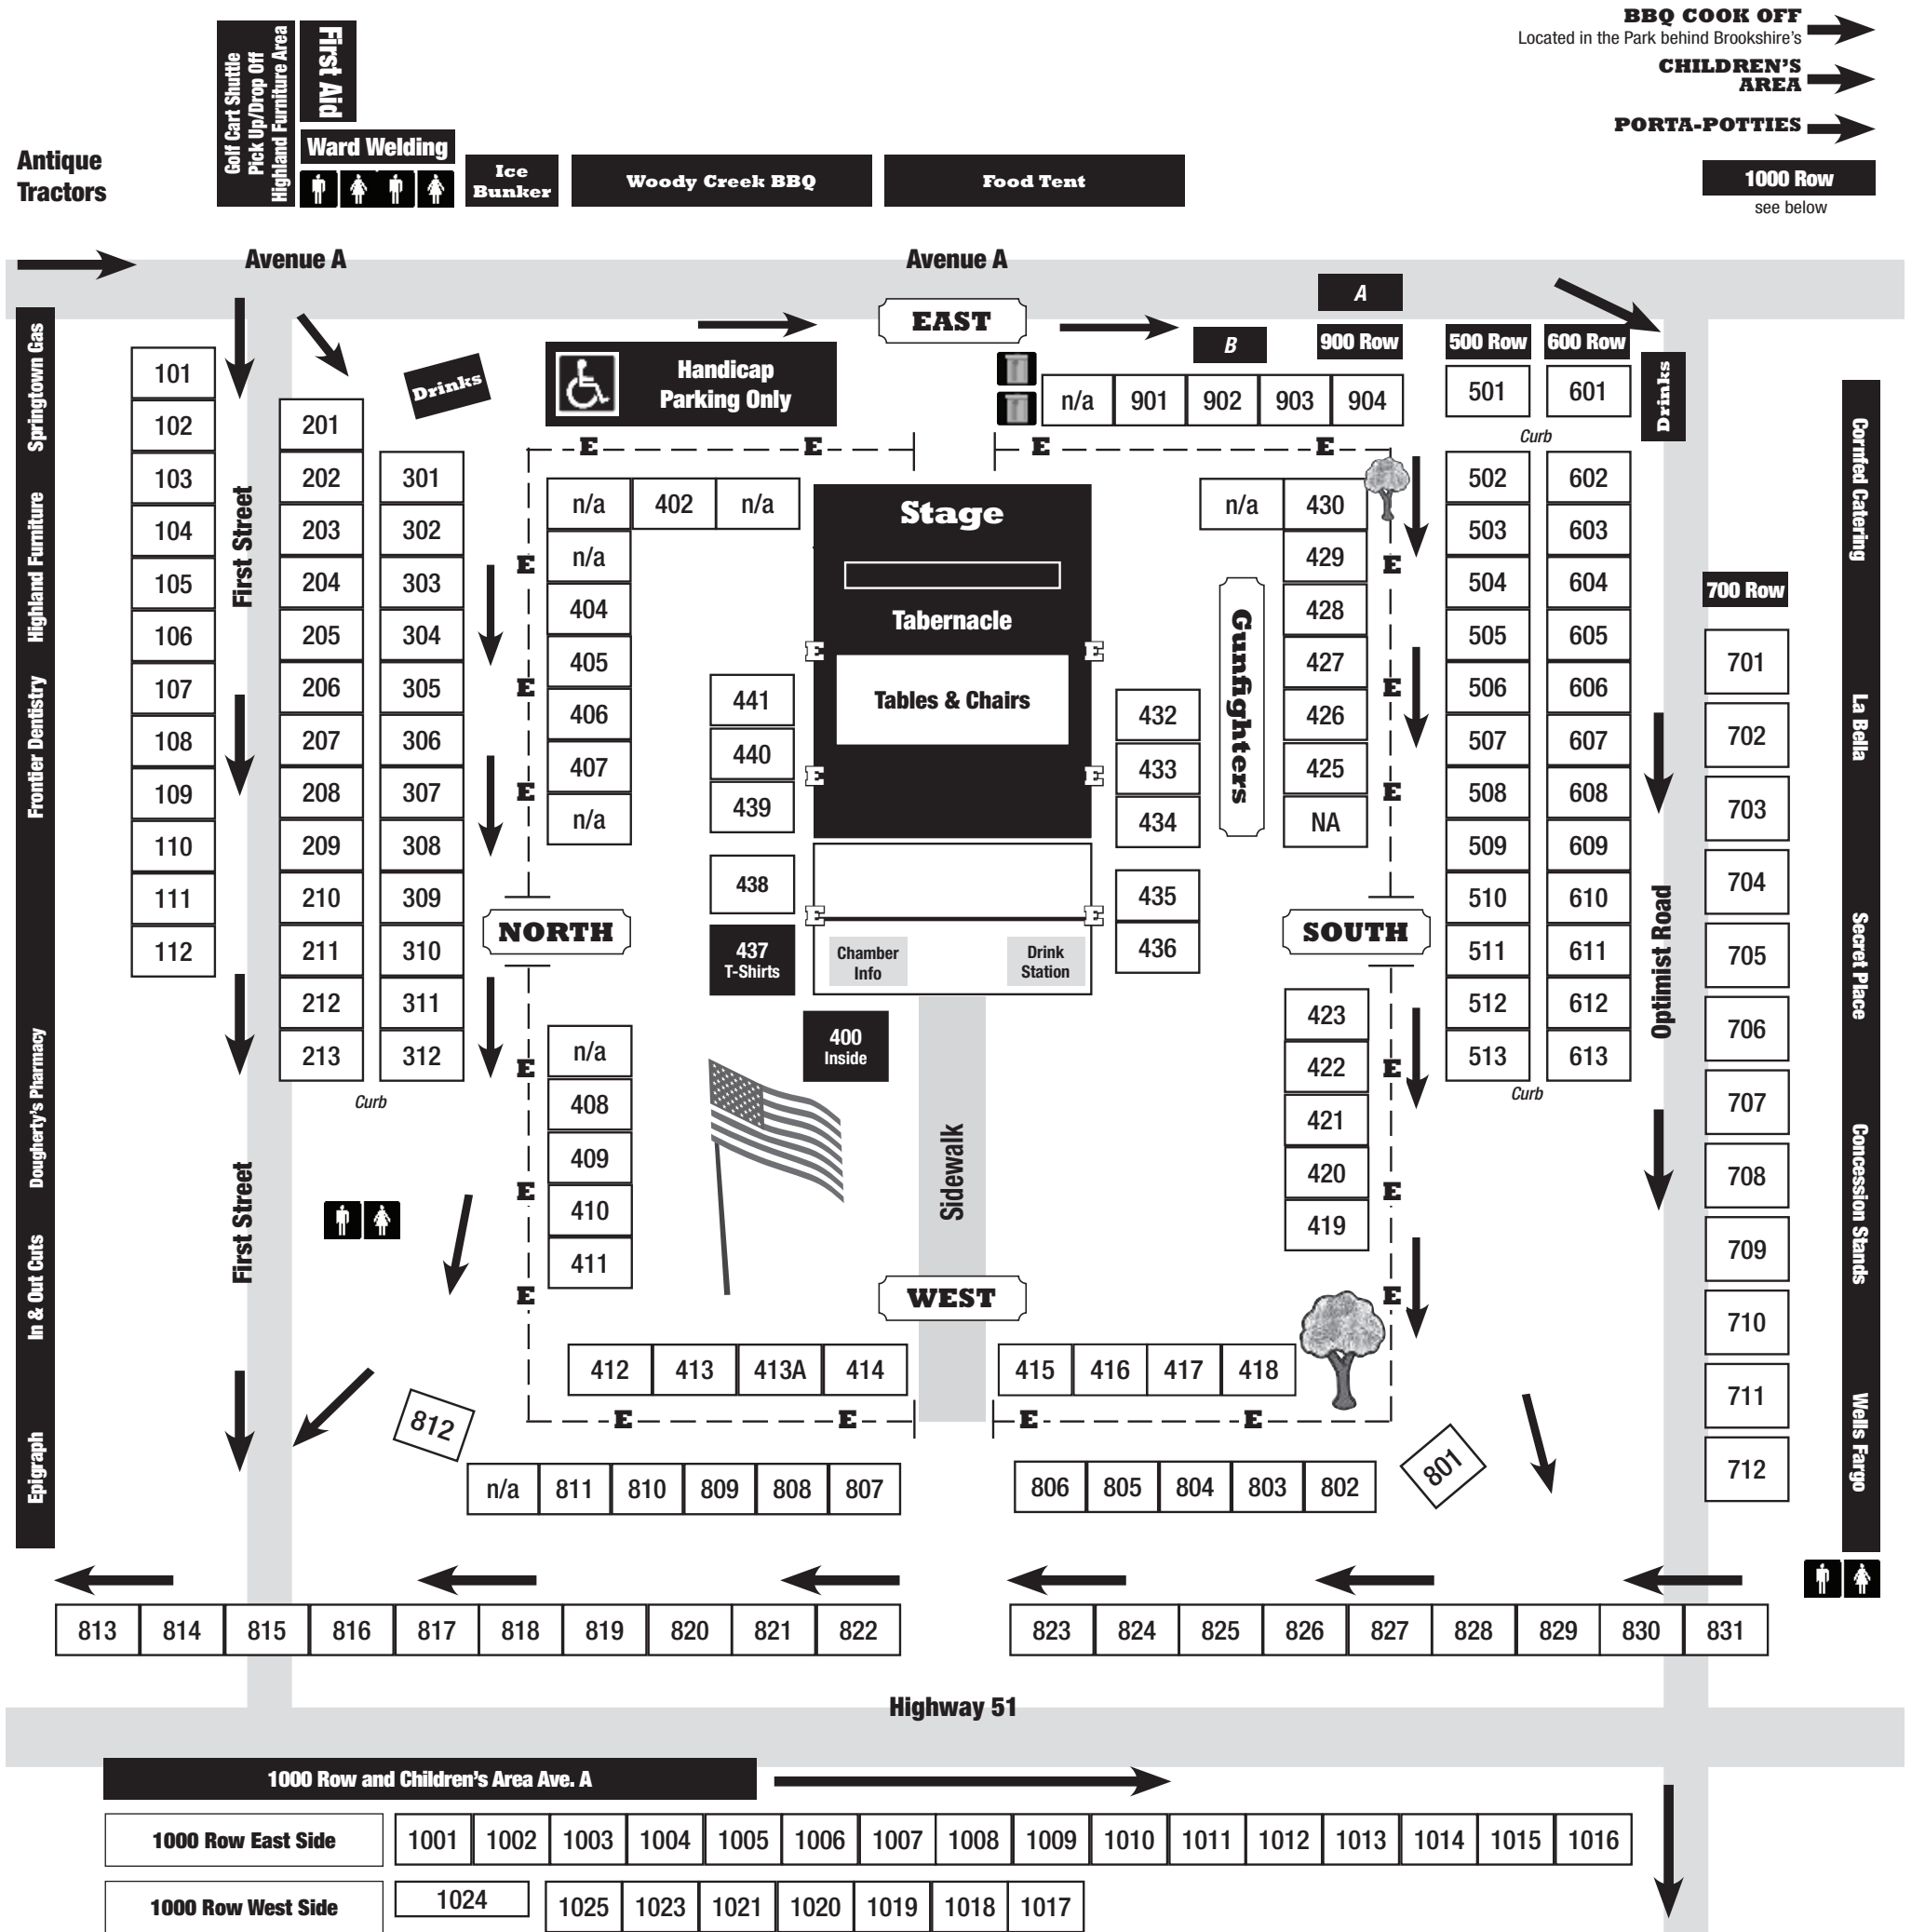 BBQ COOK OFF
Located in the Park behind Brookshire's
CHILDREN'S
AREA
PORTA-POTTIES
1000 Row
see below
Antique
Tractors
Golf Cart Shuttle
Pick Up/Drop Off
Highland Furniture Area
First Aid
Ward Welding
Ice
Bunker
Woody Creek BBQ
Food Tent
Avenue A
Avenue A
EAST
A
B
900 Row
500 Row
600 Row
Drinks
Handicap
Parking Only
Drinks
n/a 901 902 903 904
Springtown Gas
Highland Furniture
Frontier Dentistry
Dougherty's Pharmacy
In & Out Cuts
Epigraph
101
102
103
104
105
106
107
108
109
110
111
112
First Street
First Street
201
202
203
204
205
206
207
208
209
210
211
212
213
301
302
303
304
305
306
307
308
309
310
311
312
Curb
E E E E
n/a 402 n/a
n/a
404
405
406
407
n/a
E
E
E
NORTH
n/a
408
409
410
411
E
E
E
441
440
439
438
437
T-Shirts
Stage
Tabernacle
Tables & Chairs
E E
E E
E E
Chamber
Info
Drink
Station
400
Inside
Sidewalk
WEST
432
433
434
435
436
Gunfighters
n/a 430
429
428
427
426
425
NA
E
E
E
SOUTH
423
422
421
420
419
E
E
E
412 413 413A 414
415 416 417 418
E E E E
501
Curb
502
503
504
505
506
507
508
509
510
511
512
513
601
602
603
604
605
606
607
608
609
610
611
612
613
Curb
Optimist Road
700 Row
701
702
703
704
705
706
707
708
709
710
711
712
Cornfed Catering
La Bella
Secret Place
Concession Stands
Wells Fargo
812
n/a 811 810 809 808 807
806 805 804 803 802
801
813 814 815 816 817 818 819 820 821 822
823 824 825 826 827 828 829 830 831
Highway 51
1000 Row and Children's Area Ave. A
1000 Row East Side
1001 1002 1003 1004 1005 1006 1007 1008 1009 1010 1011 1012 1013 1014 1015 1016
1000 Row West Side
1024 1025 1023 1021 1020 1019 1018 1017